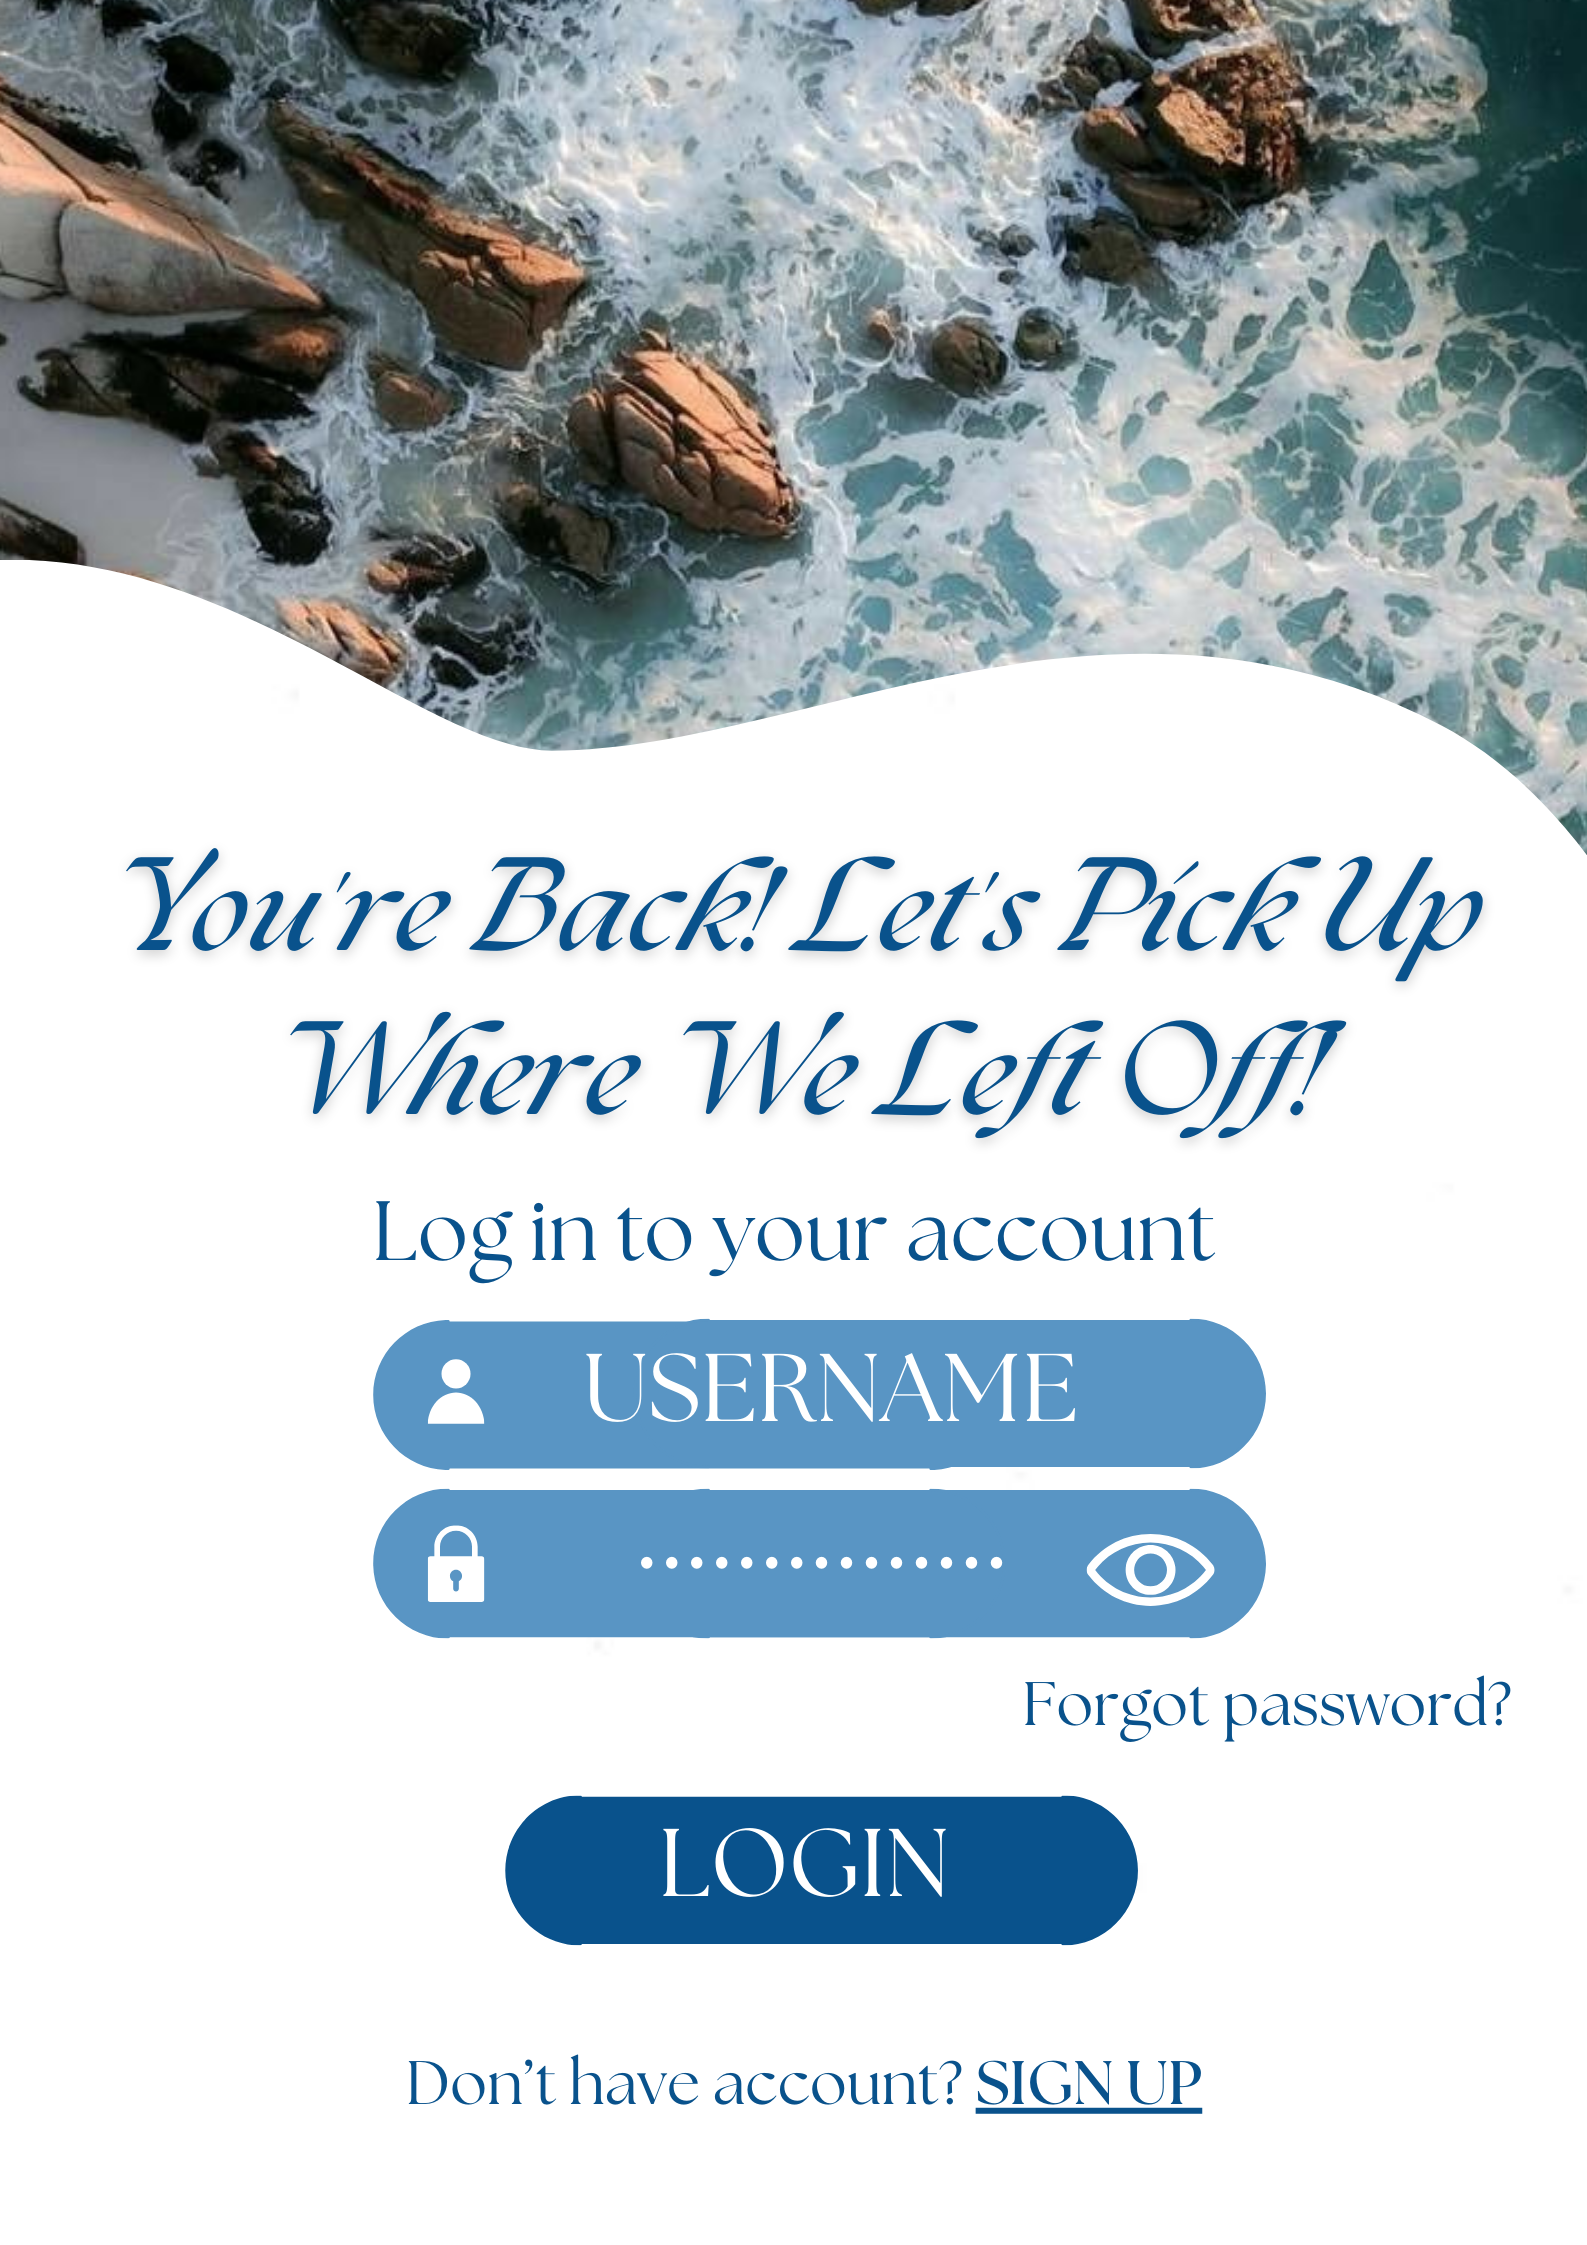 You're Back! Let's Pick Up
Where We Left Off!
Log in to your account
USERNAME
••••••••••••••• 
Forgot password?
LOGIN
Don’t have account? SIGN UP